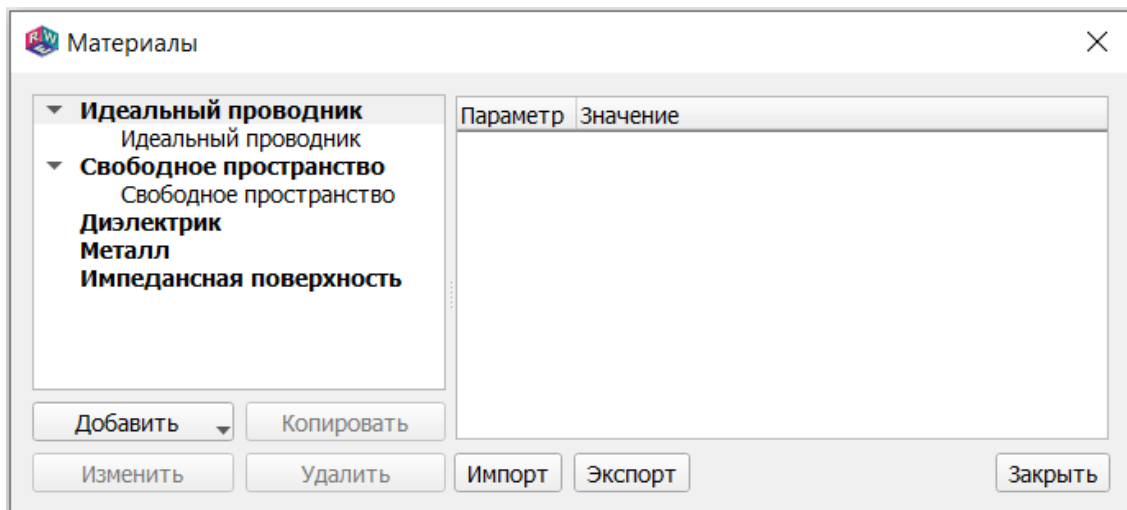 RW
Материалы
Идеальный проводник
Идеальный проводник
Свободное пространство
Свободное пространство
Диэлектрик
Металл
Импедансная поверхность
Параметр Значение
Добавить Копировать
Изменить Удалить Импорт Экспорт Закрыть